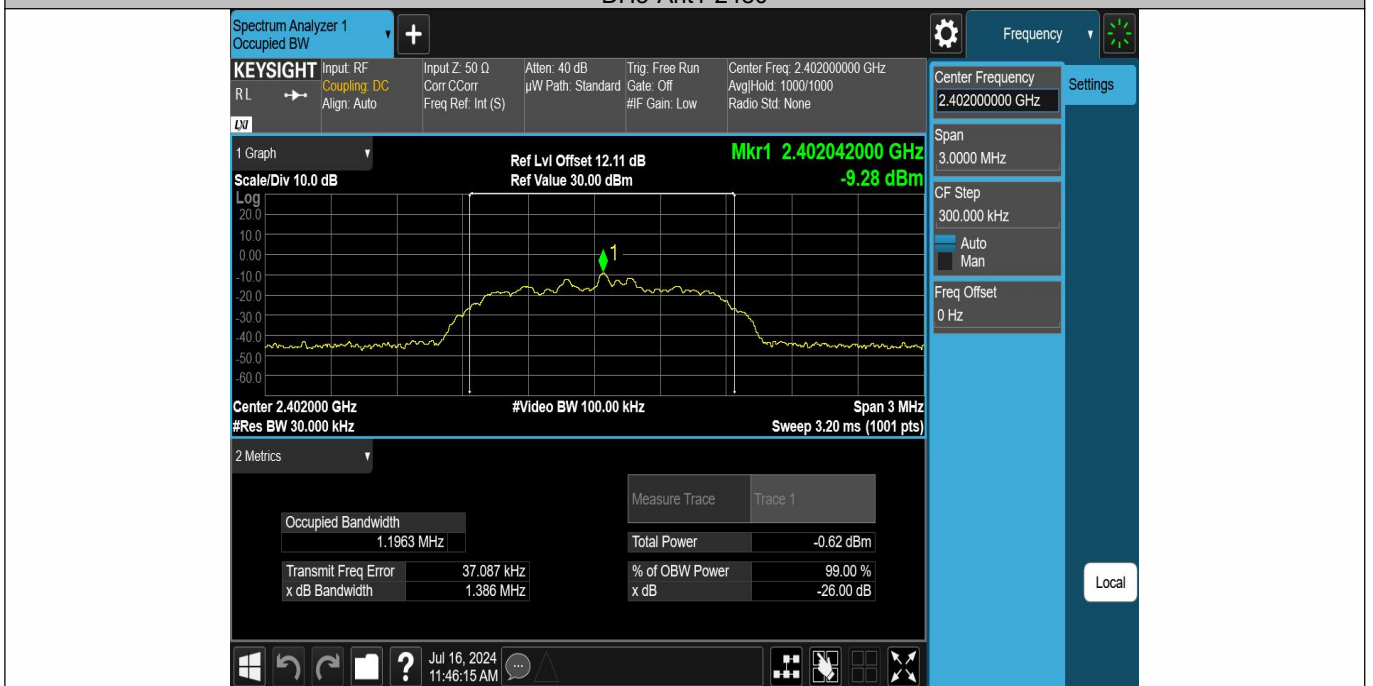 Spectrum Analyzer 1
Occupied BW
Frequency
KEYSIGHT
R L
LXI
Input: RF
Coupling: DC
Align: Auto
Input Z: 50 Ω
Corr CCorr
Freq Ref: Int (S)
Atten: 40 dB
µW Path: Standard
Trig: Free Run
Gate: Off
#IF Gain: Low
Center Freq: 2.402000000 GHz
Avg|Hold: 1000/1000
Radio Std: None
Center Frequency
2.402000000 GHz
Settings
Span
3.0000 MHz
CF Step
300.000 kHz
Auto
Man
Freq Offset
0 Hz
Local
1 Graph
Scale/Div 10.0 dB
Ref Lvl Offset 12.11 dB
Ref Value 30.00 dBm
Mkr1 2.402042000 GHz
-9.28 dBm
Log
20.0
10.0
0.00
-10.0
-20.0
-30.0
-40.0
-50.0
-60.0
1
Center 2.402000 GHz
#Res BW 30.000 kHz
#Video BW 100.00 kHz
Span 3 MHz
Sweep 3.20 ms (1001 pts)
2 Metrics
Measure Trace Trace 1
Occupied Bandwidth
1.1963 MHz
Total Power -0.62 dBm
Transmit Freq Error 37.087 kHz
% of OBW Power 99.00 %
x dB Bandwidth 1.386 MHz
x dB -26.00 dB
?
Jul 16, 2024
11:46:15 AM